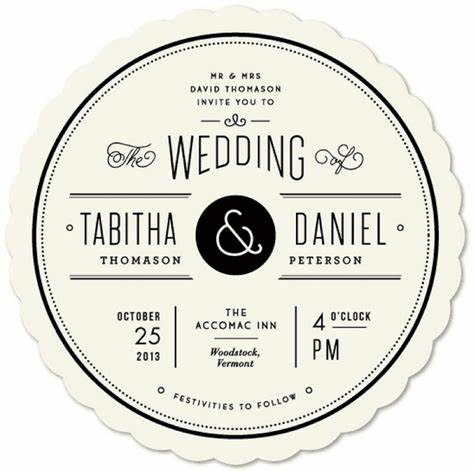 MR & MRS
DAVID THOMASON
INVITE YOU TO
The WEDDING of
TABITHA & DANIEL
THOMASON PETERSON
OCTOBER
25
2013
THE
ACCOMAC INN
Woodstock,
Vermont
4 O'CLOCK
PM
FESTIVITIES TO FOLLOW